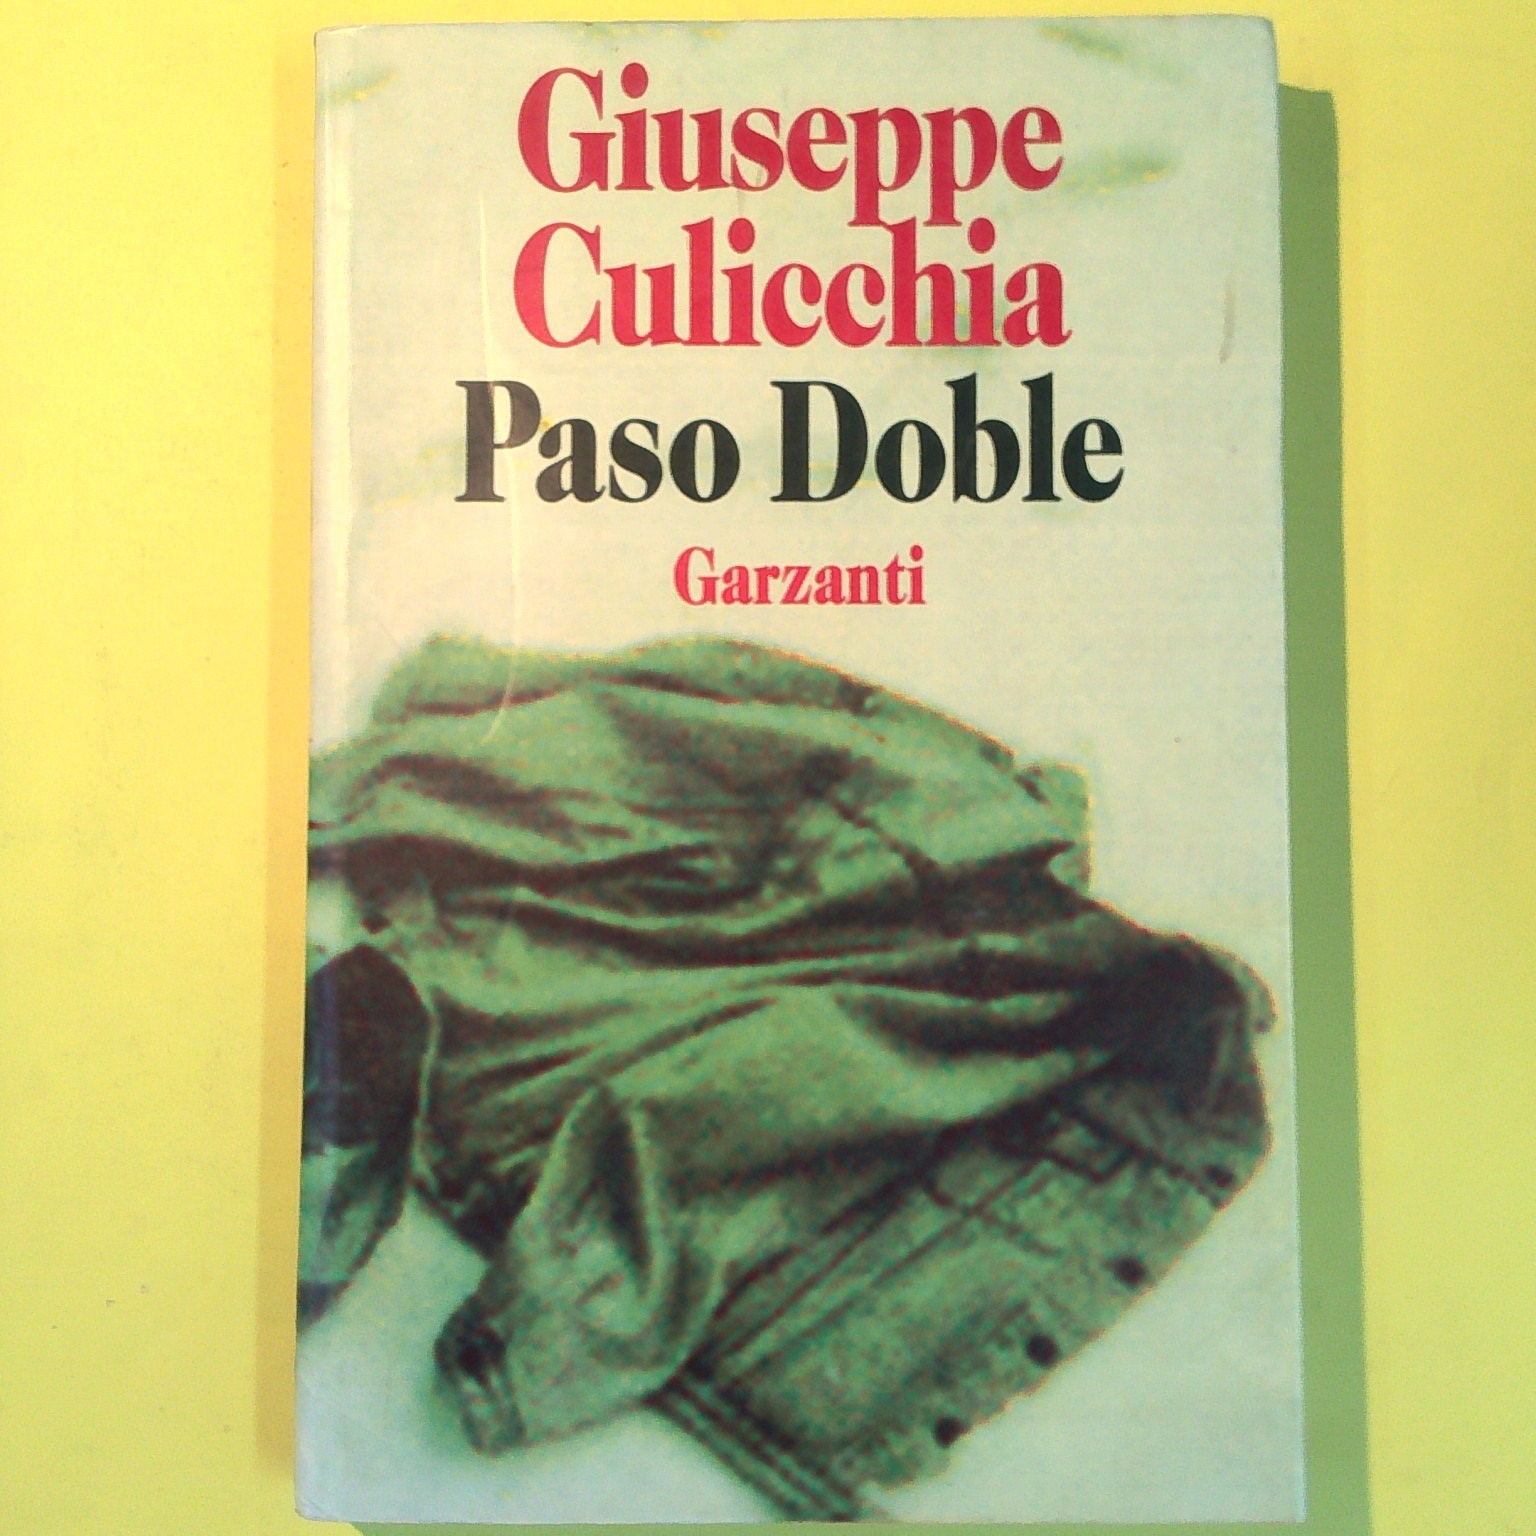 Giuseppe
Culicchia
Paso Doble
Garzanti